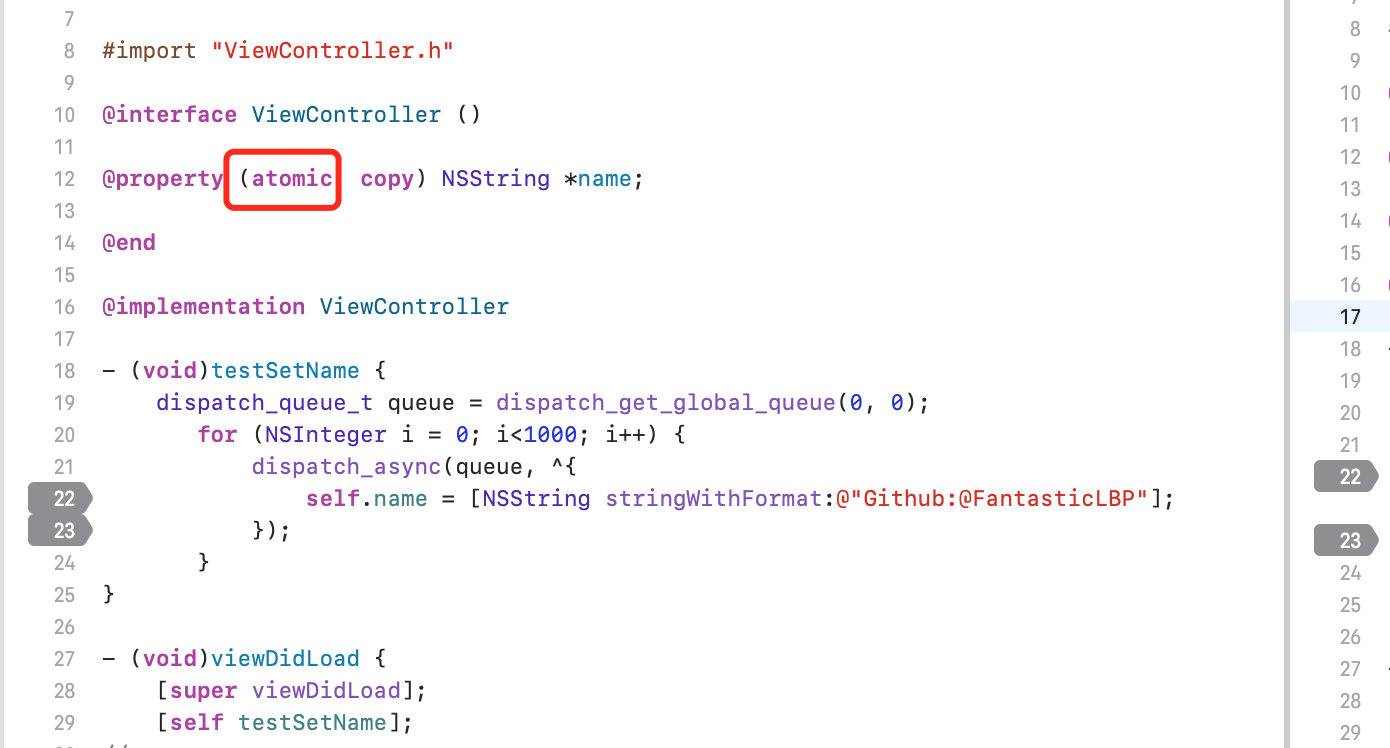 7
8 #import "ViewController.h"
9
10 @interface ViewController ()
11
12 @property (atomic copy) NSString *name;
13
14 @end
15
16 @implementation ViewController
17
18 - (void)testSetName {
19 dispatch_queue_t queue = dispatch_get_global_queue(0, 0);
20 for (NSInteger i = 0; i<1000; i++) {
21 dispatch_async(queue, ^{
22 self.name = [NSString stringWithFormat:@"Github:@FantasticLBP"];
23 });
24 }
25 }
26
27 - (void)viewDidLoad {
28 [super viewDidLoad];
29 [self testSetName];
8
9
10
11
12
13
14
15
16
17
18
19
20
21
22
23
24
25
26
27
28
29